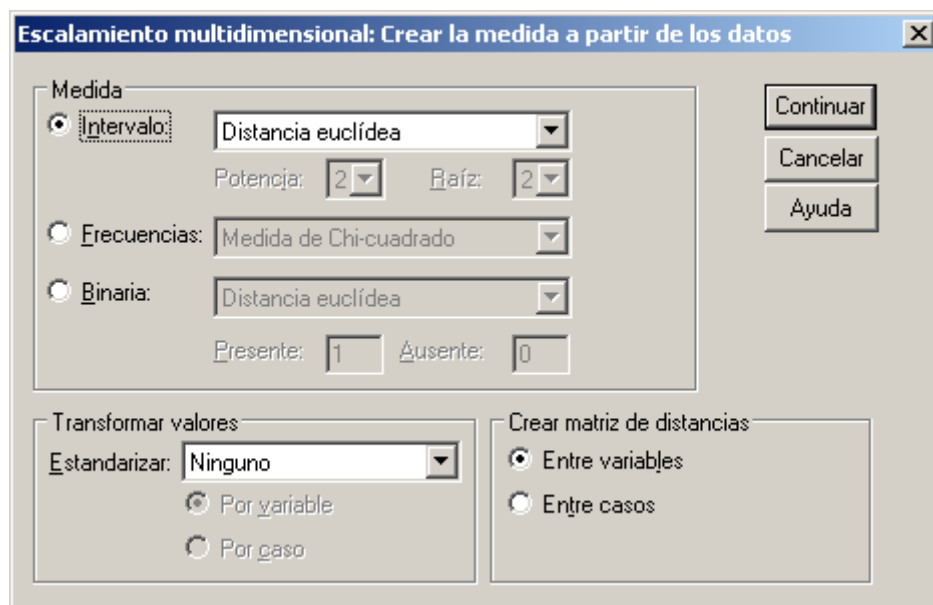 Escalamiento multidimensional: Crear la medida a partir de los datos
Medida
Intervalo:
Distancia euclídea
Potencja: 2 Raíz: 2
Frecuencias: Medida de Chi-cuadrado
Binaria: Distancia euclídea
Presente: 1 Ausente: 0
Continuar
Cancelar
Ayuda
Transformar valores
Estandarizar: Ninguno
Por variable
Por caso
Crear matriz de distancias
Entre variables
Entre casos